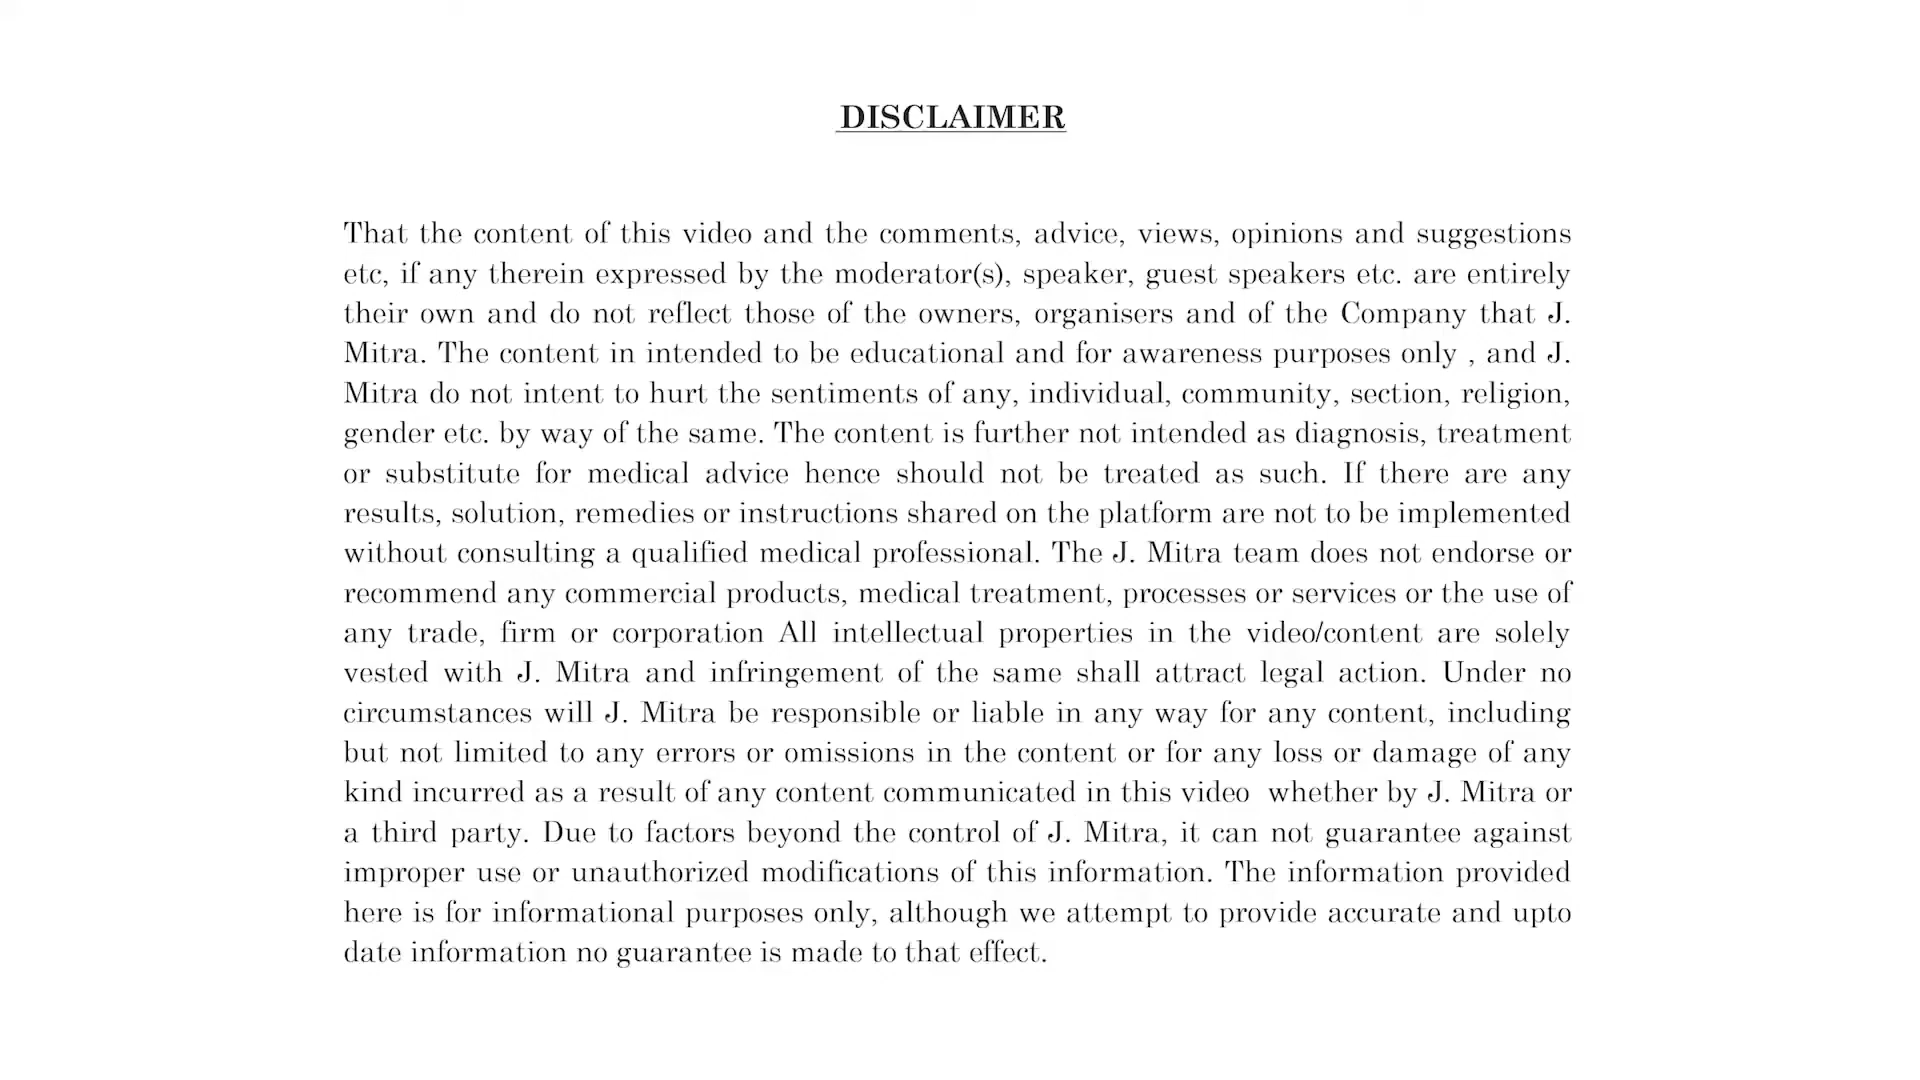 DISCLAIMER
That the content of this video and the comments, advice, views, opinions and suggestions
etc, if any therein expressed by the moderator(s), speaker, guest speakers etc. are entirely
their own and do not reflect those of the owners, organisers and of the Company that J.
Mitra. The content in intended to be educational and for awareness purposes only , and J.
Mitra do not intent to hurt the sentiments of any, individual, community, section, religion,
gender etc. by way of the same. The content is further not intended as diagnosis, treatment
or substitute for medical advice hence should not be treated as such. If there are any
results, solution, remedies or instructions shared on the platform are not to be implemented
without consulting a qualified medical professional. The J. Mitra team does not endorse or
recommend any commercial products, medical treatment, processes or services or the use of
any trade, firm or corporation All intellectual properties in the video/content are solely
vested with J. Mitra and infringement of the same shall attract legal action. Under no
circumstances will J. Mitra be responsible or liable in any way for any content, including
but not limited to any errors or omissions in the content or for any loss or damage of any
kind incurred as a result of any content communicated in this video  whether by J. Mitra or
a third party. Due to factors beyond the control of J. Mitra, it can not guarantee against
improper use or unauthorized modifications of this information. The information provided
here is for informational purposes only, although we attempt to provide accurate and upto
date information no guarantee is made to that effect.